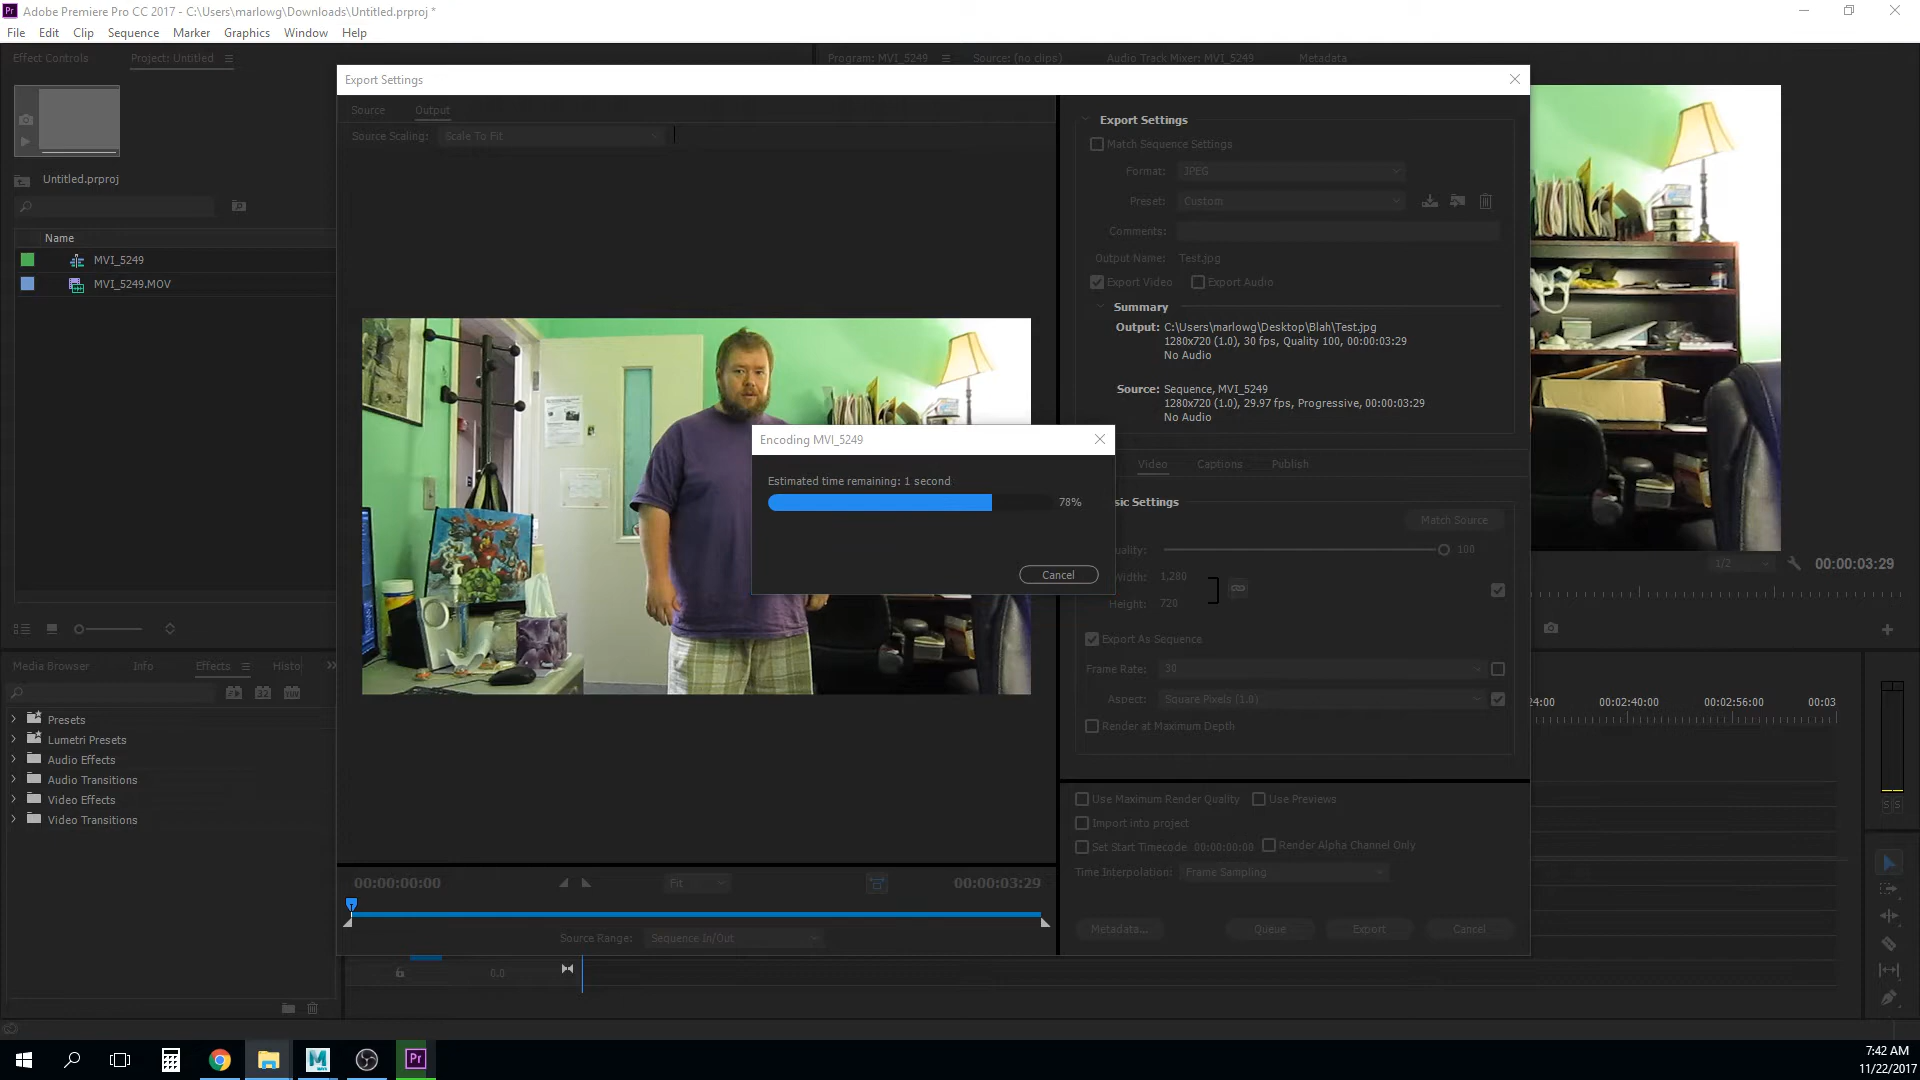 Adobe Premiere Pro CC 2017 - C:\Users\marlowg\Downloads\Untitled.prproj *
File Edit Clip Sequence Marker Graphics Window Help
Effect Controls Project: Untitled
Program: MVI_5249 Source: (no clips) Audio Track Mixer: MVI_5249 Metadata
Untitled.prproj
Name
MVI_5249
MVI_5249.MOV
Media Browser Info Effects Histo
Presets
Lumetri Presets
Audio Effects
Audio Transitions
Video Effects
Video Transitions
Export Settings
Source Output
Source Scaling: Scale To Fit
Export Settings
Match Sequence Settings
Format: JPEG
Preset: Custom
Comments:
Output Name: Test.jpg
Export Video Export Audio
Summary
Output: C:\Users\marlowg\Desktop\Blah\Test.jpg
1280x720 (1.0), 30 fps, Quality 100, 00:00:03:29
No Audio
Source: Sequence, MVI_5249
1280x720 (1.0), 29.97 fps, Progressive, 00:00:03:29
No Audio
Encoding MVI_5249
Estimated time remaining: 1 second
78%
Cancel
Video Captions Publish
sic Settings
Match Source
uality: 100
Width: 1,280
Height: 720
Export As Sequence
Frame Rate: 30
Aspect: Square Pixels (1.0)
Render at Maximum Depth
Use Maximum Render Quality Use Previews
Import into project
Set Start Timecode 00:00:00:00 Render Alpha Channel Only
Time Interpolation: Frame Sampling
Metadata... Queue Export Cancel
00:00:00:00 Fit 00:00:03:29
Source Range: Sequence In/Out
0.0
1/2 00:00:03:29
24:00 00:02:40:00 00:02:56:00 00:03
S S
Pr
7:42 AM
11/22/2017